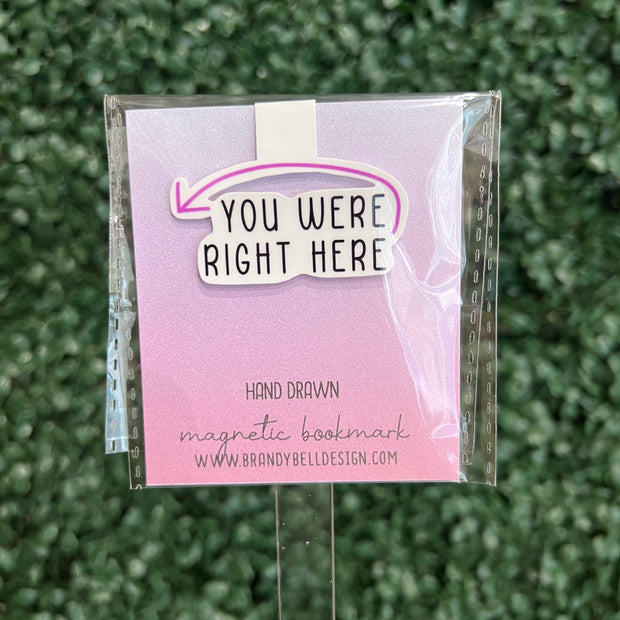 YOU WERE
RIGHT HERE
HAND DRAWN
magnetic bookmark
WWW.BRANDYBELLDESIGN.COM